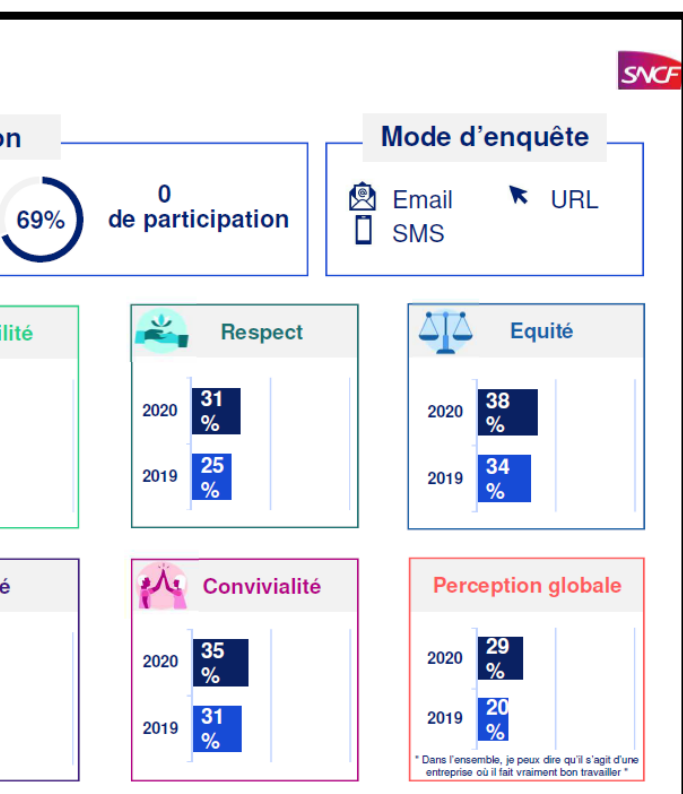 SNCF
on
Mode d'enquête
69%
0
de participation
Email
URL
SMS
ilité
Respect
Equité
2020
31
%
2019
25
%
2020
38
%
2019
34
%
é
Convivialité
Perception globale
2020
35
%
2019
31
%
2020
29
%
2019
20
%
" Dans l'ensemble, je peux dire qu'il s'agit d'une
entreprise où il fait vraiment bon travailler "